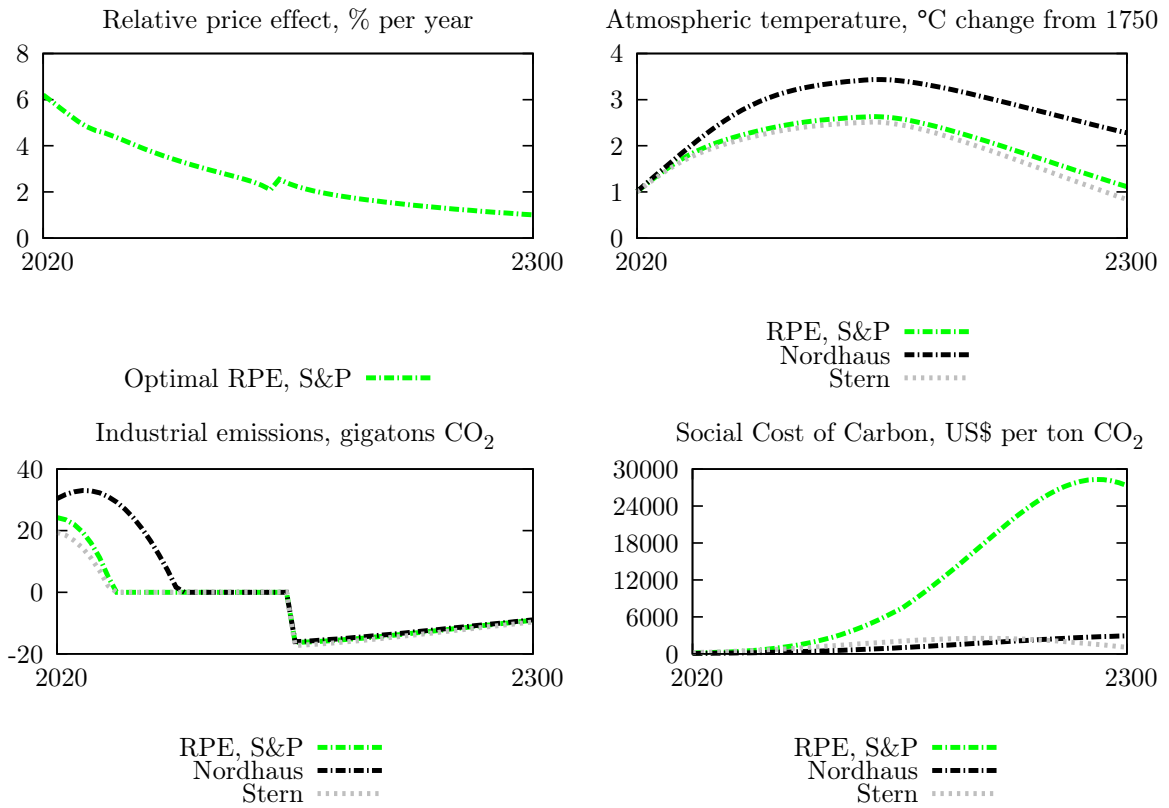 Relative price effect, % per year
8
6
4
2
0
2020
2300
Optimal RPE, S&P
Atmospheric temperature, °C change from 1750
4
3
2
1
0
2020
2300
RPE, S&P
Nordhaus
Stern
Industrial emissions, gigatons CO₂
40
20
0
-20
2020
2300
RPE, S&P
Nordhaus
Stern
Social Cost of Carbon, US$ per ton CO₂
30000
24000
18000
12000
6000
0
2020
2300
RPE, S&P
Nordhaus
Stern